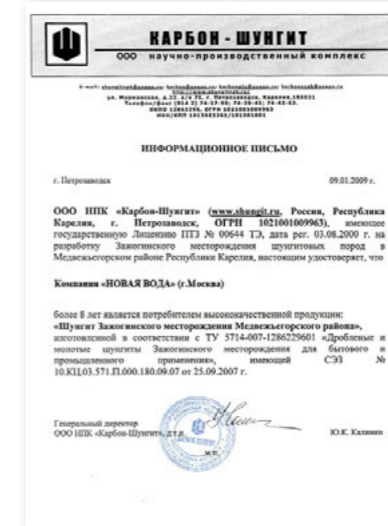 КАРБОН - ШУНГИТ
ООО НАУЧНО-ПРОИЗВОДСТВЕННЫЙ КОМПЛЕКС
ИНФОРМАЦИОННОЕ ПИСЬМО
г. Петрозаводск 09.01.2009 г.
ООО НПК «Карбон-Шунгит» (www.shungit.ru, Россия, Республика
Карелия, г. Петрозаводск, ОГРН 1021001009963), имеющее
государственную Лицензию ПТЗ № 00644 ТЭ, дата рег. 03.08.2000 г. на
разработку Зажогинского месторождения шунгитовых пород в
Медвежьегорском районе Республики Карелия, настоящим удостоверяет, что
Компания «НОВАЯ ВОДА» (г.Москва)
более 8 лет является потребителем высококачественной продукции:
«Шунгит Зажогинского месторождения Медвежьегорского района»,
изготовленной в соответствии с ТУ 5714-007-1286229601 «Дробленые и
молотые шунгиты Зажогинского месторождения для бытового и
промышленного применения», имеющей СЭЗ №
10.КЦ.03.571.П.000.180.09.07 от 25.09.2007 г.
Генеральный директор
ООО НПК «Карбон-Шунгит», д.т.н. Ю.К. Калинин
М.П.